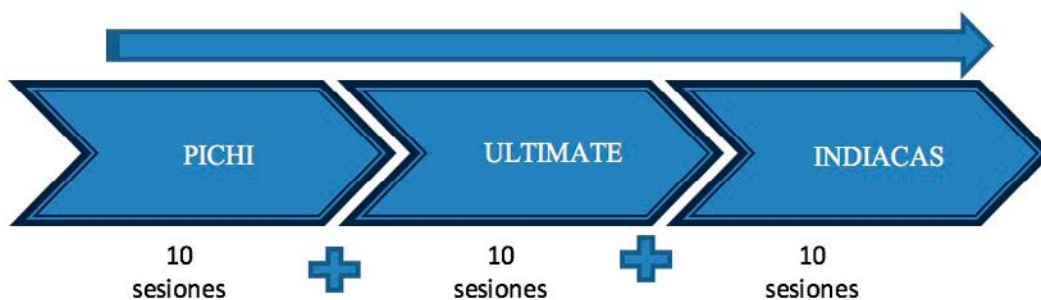 PICHI
ULTIMATE
INDIACAS
10
sesiones
10
sesiones
10
sesiones